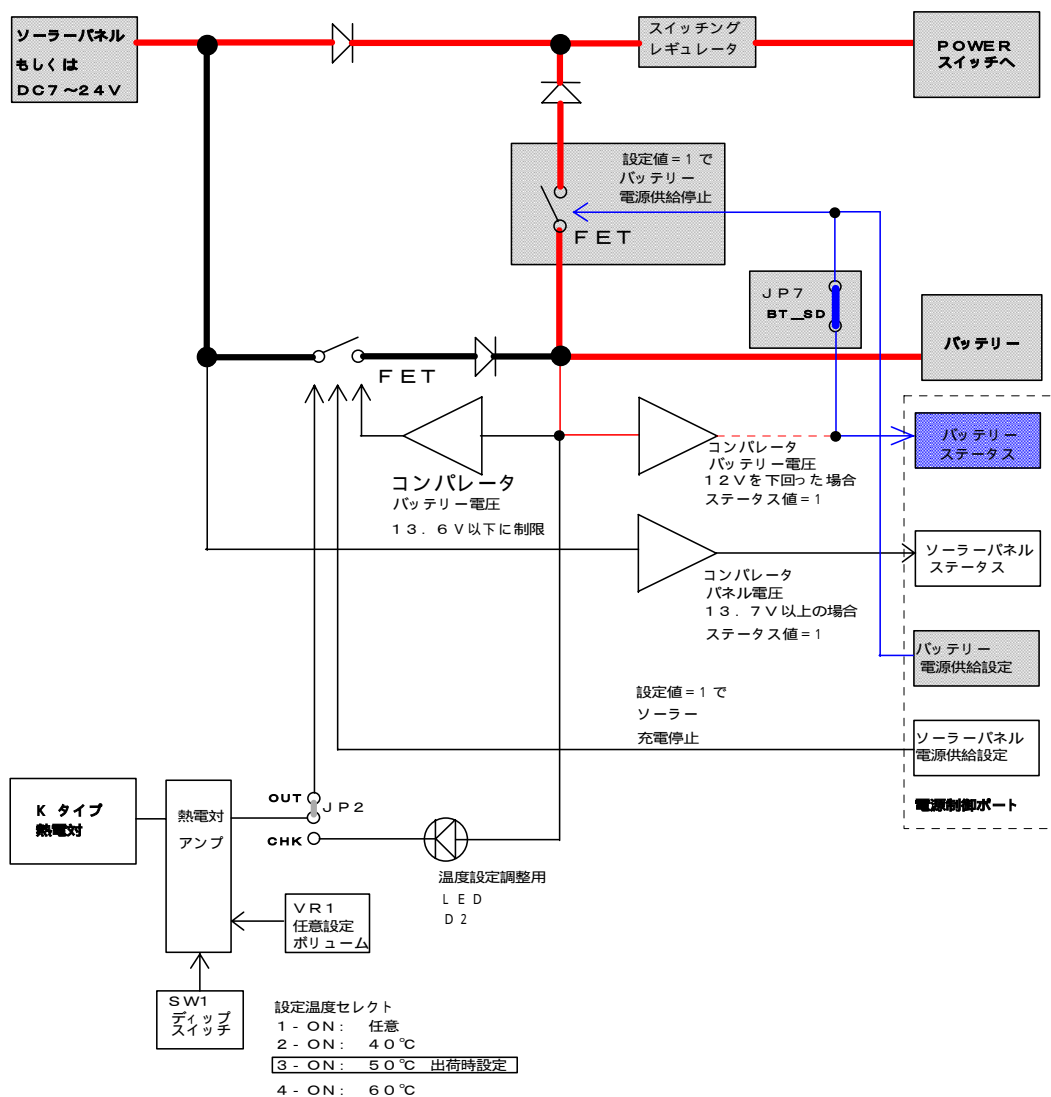 ソーラーパネル
もしくは
DC7~24V
スイッチング
レギュレータ
POWER
スイッチへ
設定値=1で
バッテリー
電源供給停止
FET
JP7
BT_SD
バッテリー
FET
コンパレータ
バッテリー電圧
13.6V以下に制限
コンパレータ
バッテリー電圧
12Vを下回った場合
ステータス値=1
バッテリー
ステータス
コンパレータ
パネル電圧
13.7V以上の場合
ステータス値=1
ソーラーパネル
ステータス
バッテリー
電源供給設定
設定値=1で
ソーラー
充電停止
ソーラーパネル
電源供給設定
電源制御ポート
K タイプ
熱電対
熱電対
アンプ
OUT
JP2
CHK
温度設定調整用
LED
D2
VR1
任意設定
ボリューム
SW1
ディップ
スイッチ
設定温度セレクト
1-ON: 任意
2-ON: 40℃
3-ON: 50℃ 出荷時設定
4-ON: 60℃